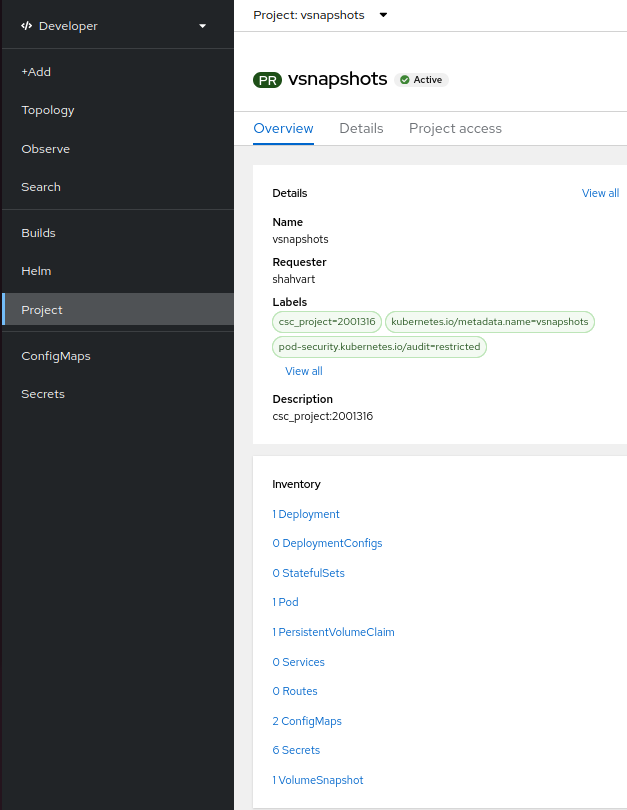 Developer
+Add
Topology
Observe
Search
Builds
Helm
Project
ConfigMaps
Secrets
Project: vsnapshots
PR vsnapshots Active
Overview Details Project access
Details View all
Name
vsnapshots
Requester
shahvart
Labels
csc_project=2001316 kubernetes.io/metadata.name=vsnapshots
pod-security.kubernetes.io/audit=restricted
View all
Description
csc_project:2001316
Inventory
1 Deployment
0 DeploymentConfigs
0 StatefulSets
1 Pod
1 PersistentVolumeClaim
0 Services
0 Routes
2 ConfigMaps
6 Secrets
1 VolumeSnapshot